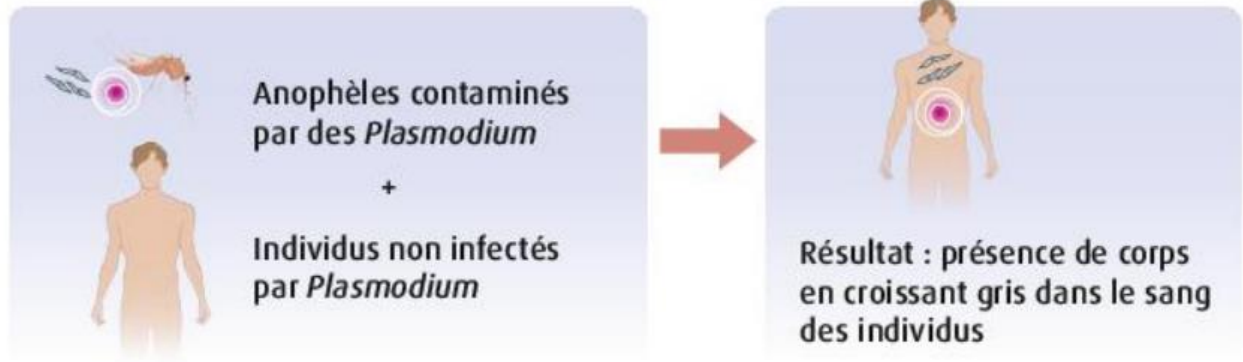 Anophèles contaminés
par des Plasmodium
+
Individus non infectés
par Plasmodium
Résultat : présence de corps
en croissant gris dans le sang
des individus